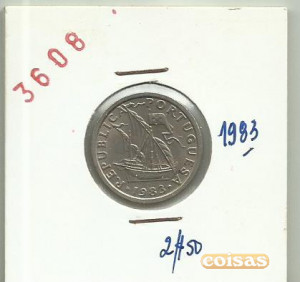 3608
REPUBLICA PORTUGUESA
1983
1983
2$50
coisas